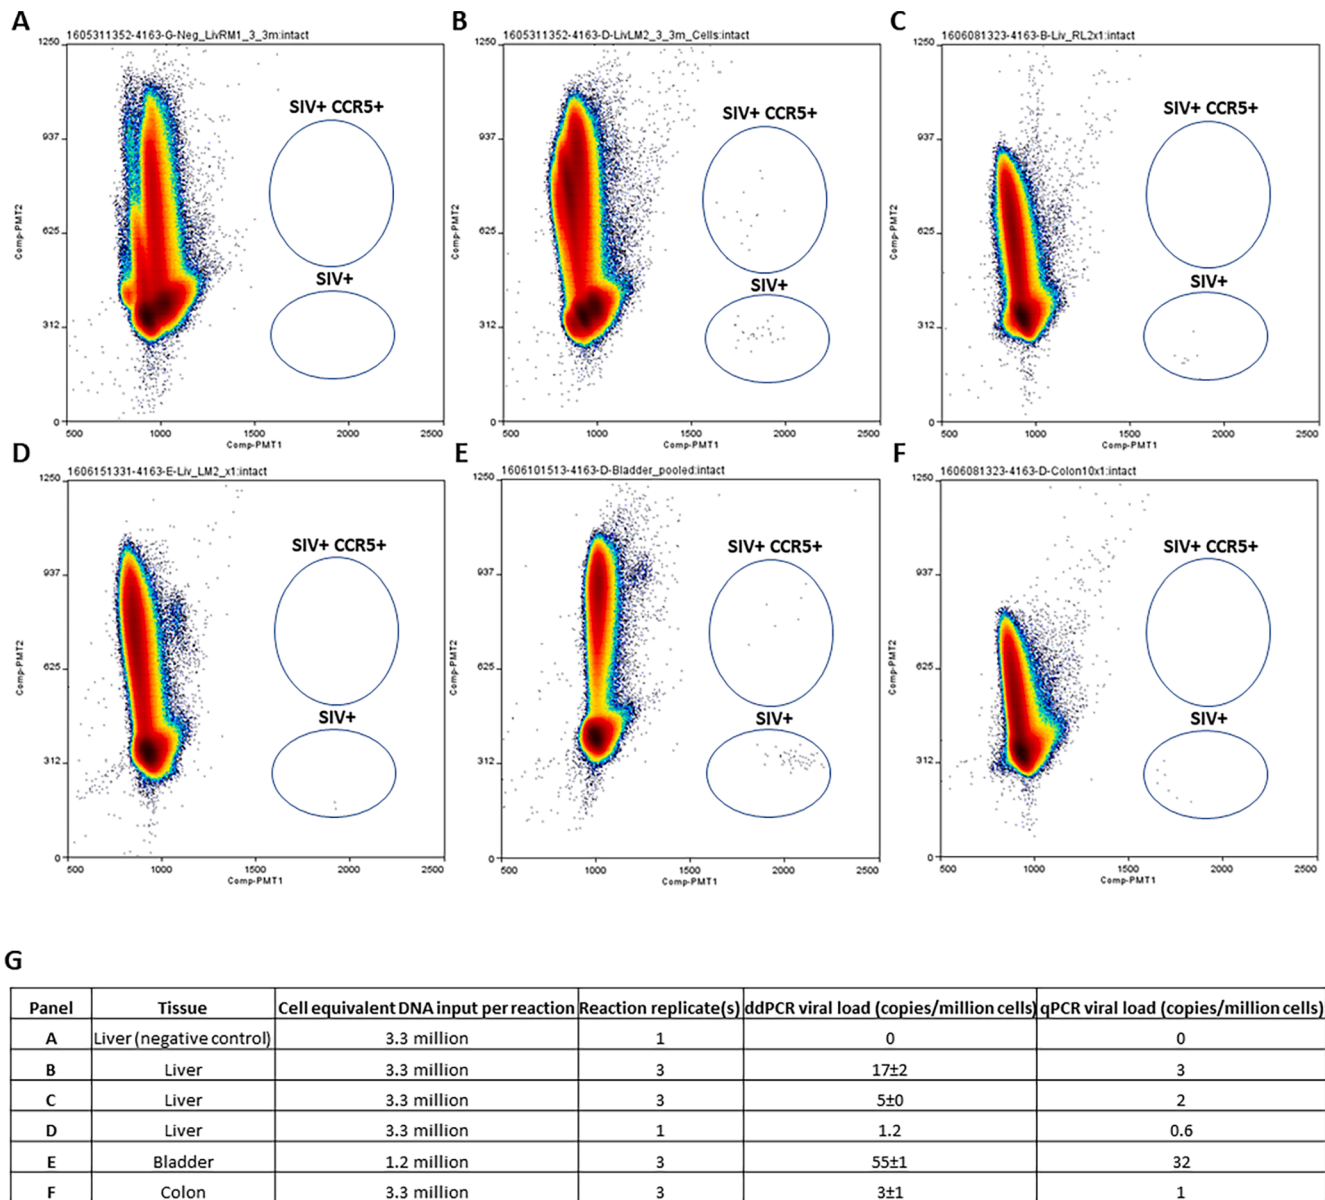 A
1605311352-4163-G-Neg_LivRM1_3_3m:intact
1250
937
625
312
0
Comp-PMT2
SIV+ CCR5+
SIV+
500 1000 1500 2000 2500
Comp-PMT1
B
1605311352-4163-D-LivLM2_3_3m_Cells:intact
1250
937
625
312
0
Comp-PMT2
SIV+ CCR5+
SIV+
500 1000 1500 2000 2500
Comp-PMT1
C
1606081323-4163-B-Liv_RL2x1:intact
1250
937
625
312
0
Comp-PMT2
SIV+ CCR5+
SIV+
500 1000 1500 2000 2500
Comp-PMT1
D
1606151331-4163-E-Liv_LM2_x1:intact
1250
937
625
312
0
Comp-PMT2
SIV+ CCR5+
SIV+
500 1000 1500 2000 2500
Comp-PMT1
E
1606101513-4163-D-Bladder_pooled:intact
1250
937
625
312
0
Comp-PMT2
SIV+ CCR5+
SIV+
500 1000 1500 2000 2500
Comp-PMT1
F
1606081323-4163-D-Colon10x1:intact
1250
937
625
312
0
Comp-PMT2
SIV+ CCR5+
SIV+
500 1000 1500 2000 2500
Comp-PMT1
G
Panel Tissue Cell equivalent DNA input per reaction Reaction replicate(s) ddPCR viral load (copies/million cells) qPCR viral load (copies/million cells)
A Liver (negative control) 3.3 million 1 0 0
B Liver 3.3 million 3 17±2 3
C Liver 3.3 million 3 5±0 2
D Liver 3.3 million 1 1.2 0.6
E Bladder 1.2 million 3 55±1 32
F Colon 3.3 million 3 3±1 1